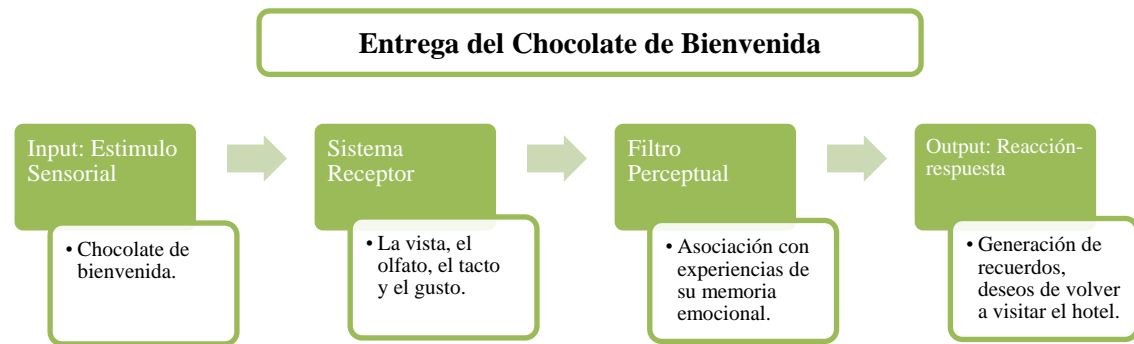 Entrega del Chocolate de Bienvenida
Input: Estimulo
Sensorial
• Chocolate de
bienvenida.
Sistema
Receptor
• La vista, el
olfato, el tacto
y el gusto.
Filtro
Perceptual
• Asociación con
experiencias de
su memoria
emocional.
Output: Reacción-
respuesta
• Generación de
recuerdos,
deseos de volver
a visitar el hotel.